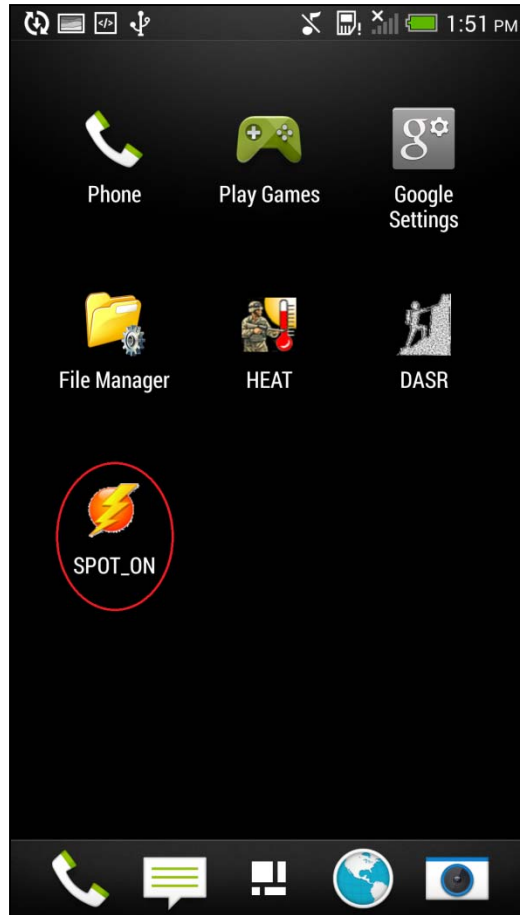 1:51 PM
Phone
Play Games
Google
Settings
File Manager
HEAT
DASR
SPOT_ON